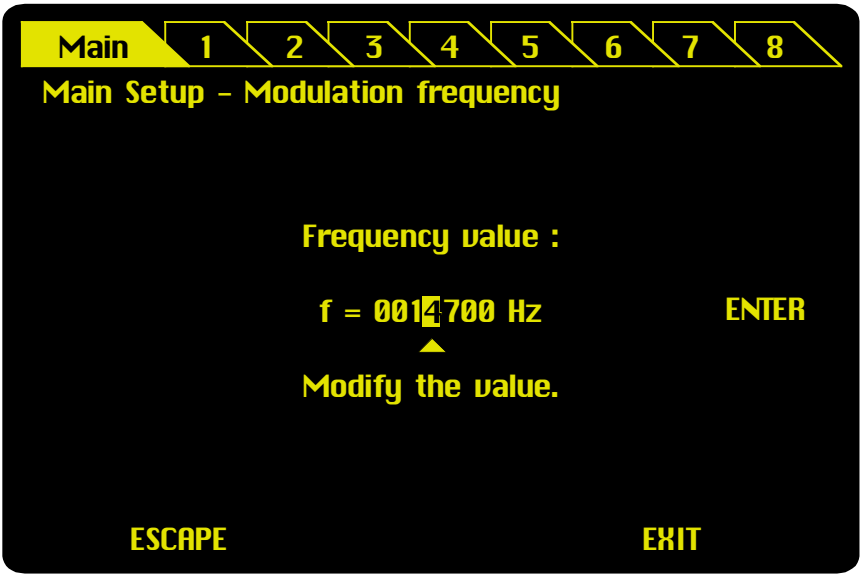 Main 1 2 3 4 5 6 7 8
Main Setup - Modulation frequency
Frequency value :
f = 0014700 Hz ENTER
Modify the value.
ESCAPE EXIT